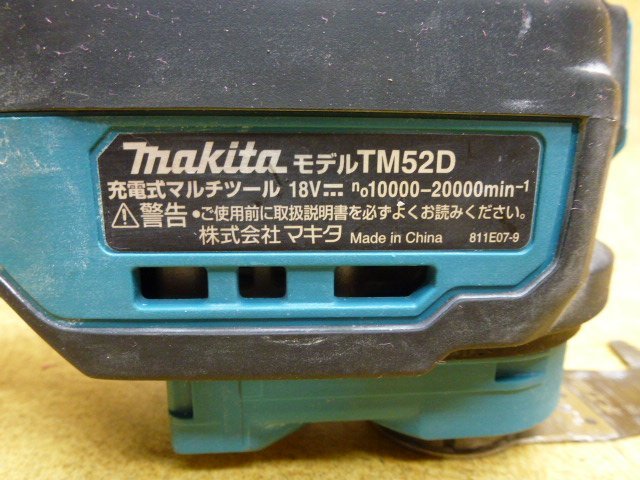 makita モデルTM52D
充電式マルチツール 18V⎓ n₀10000−20000min⁻¹
⚠警告 •ご使用前に取扱説明書を必ずよくお読みください。
株式会社 マキタ Made in China 811E07-9